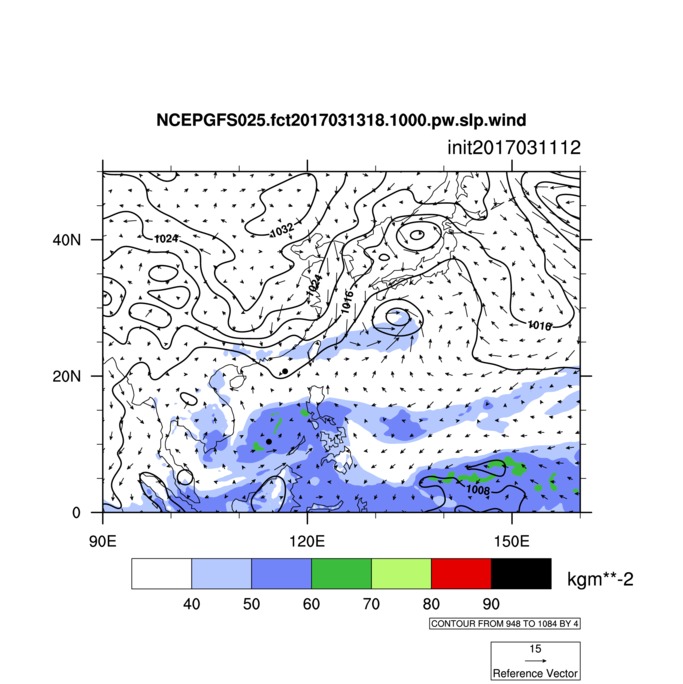 NCEPGFS025.fct2017031318.1000.pw.slp.wind
init2017031112
1032
1024
40N
1024
1016
1016
20N
1008
0
90E 120E 150E
40 50 60 70 80 90
kgm**-2
CONTOUR FROM 948 TO 1084 BY 4
15
Reference Vector